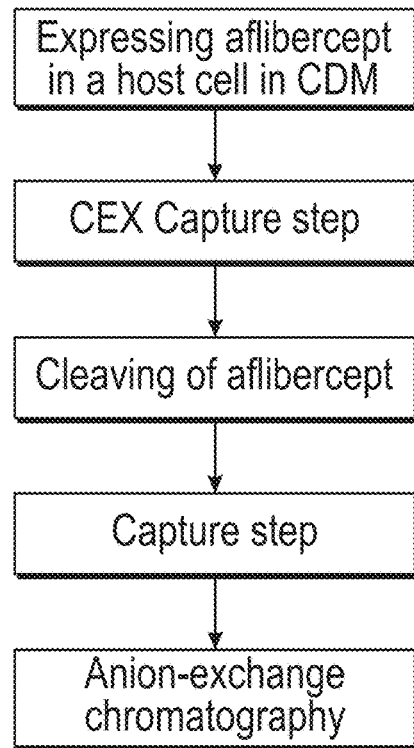 Expressing aflibercept
in a host cell in CDM
CEX Capture step
Cleaving of aflibercept
Capture step
Anion-exchange
chromatography